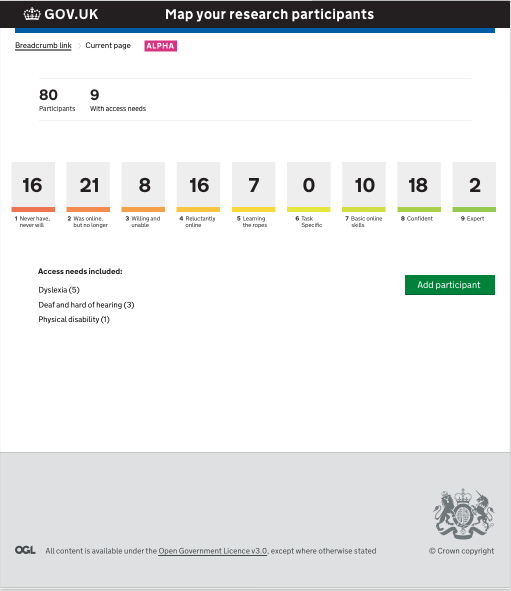 GOV.UK Map your research participants
Breadcrumb link Current page ALPHA
80 9
Participants With access needs
16 21 8 16 7 0 10 18 2
1 Never have, never will
2 Was online, but no longer
3 Willing and unable
4 Reluctantly online
5 Learning the ropes
6 Task Specific
7 Basic online skills
8 Confident
9 Expert
Access needs included:
Dyslexia (5)
Deaf and hard of hearing (3)
Physical disability (1)
Add participant
OGL All content is available under the Open Government Licence v3.0, except where otherwise stated
© Crown copyright